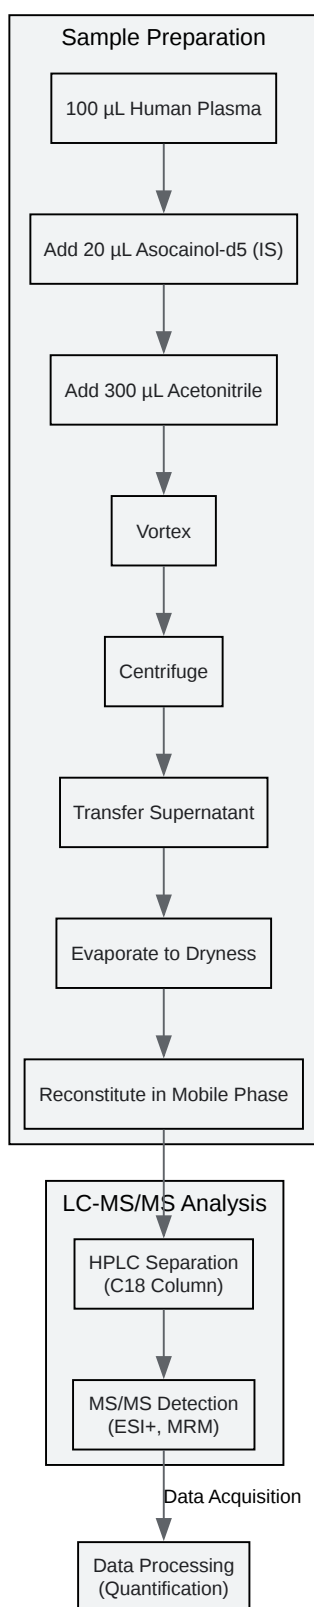 Sample Preparation
100 µL Human Plasma
Add 20 µL Asocainol-d5 (IS)
Add 300 µL Acetonitrile
Vortex
Centrifuge
Transfer Supernatant
Evaporate to Dryness
Reconstitute in Mobile Phase
LC-MS/MS Analysis
HPLC Separation
(C18 Column)
MS/MS Detection
(ESI+, MRM)
Data Acquisition
Data Processing
(Quantification)